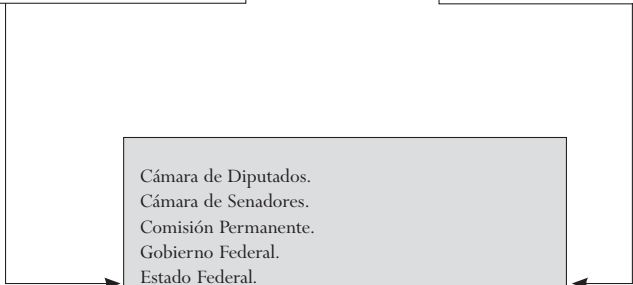 Cámara de Diputados.
Cámara de Senadores.
Comisión Permanente.
Gobierno Federal.
Estado Federal.